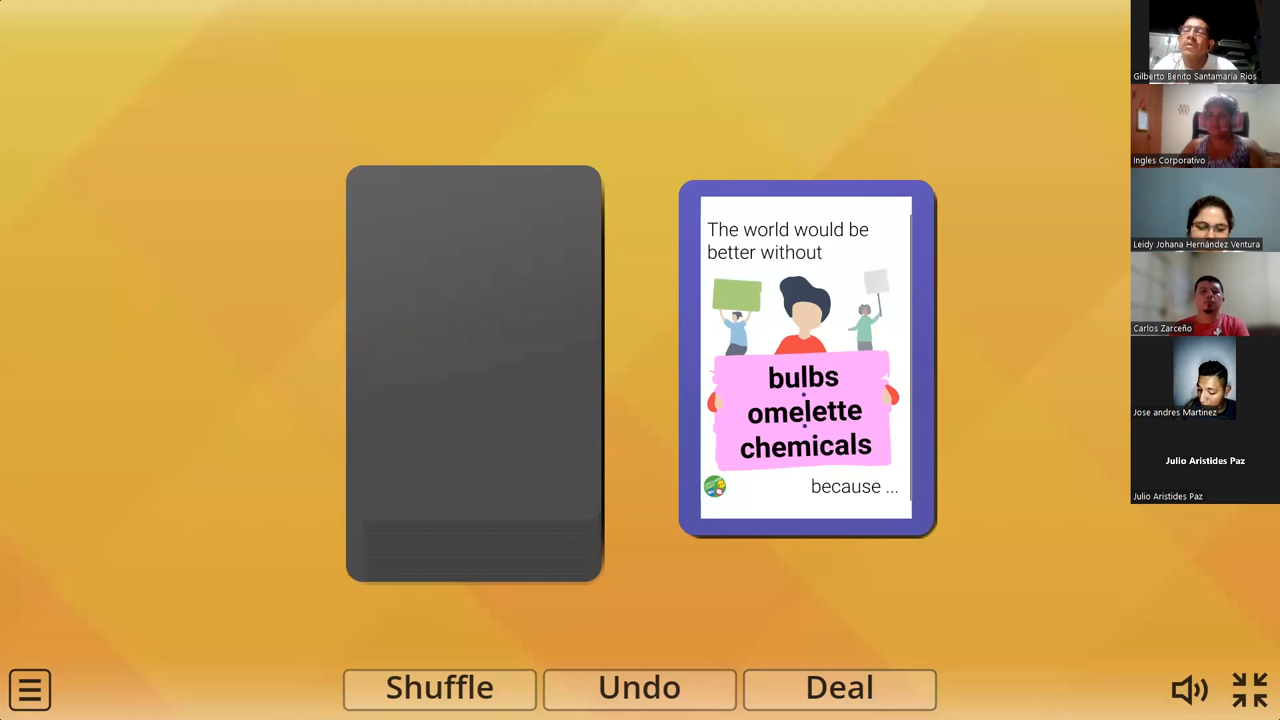 The world would be
better without
bulbs
omelette
chemicals
because ...
Shuffle
Undo
Deal
Gilberto Benito Santamaria Rios
Ingles Corporativo
Leidy Johana Hernández Ventura
Carlos Zarceño
Jose andres Martinez
Julio Aristides Paz
Julio Aristides Paz